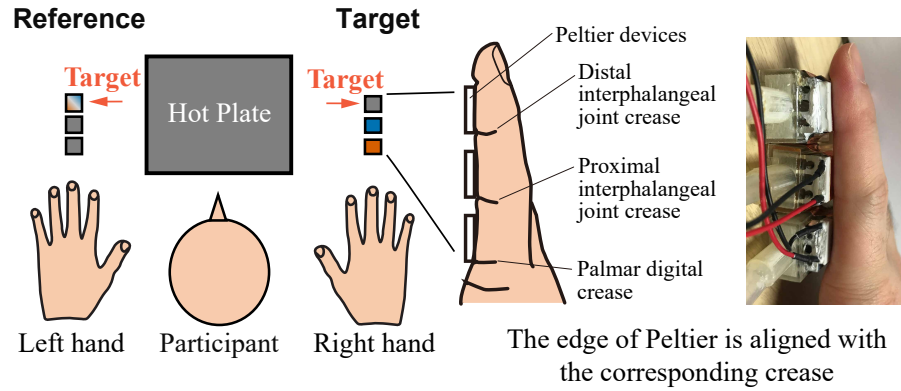 Reference
Target
Target
Hot Plate
Target
Peltier devices
Distal
interphalangeal
joint crease
Proximal
interphalangeal
joint crease
Palmar digital
crease
Left hand
Participant
Right hand
The edge of Peltier is aligned with
the corresponding crease